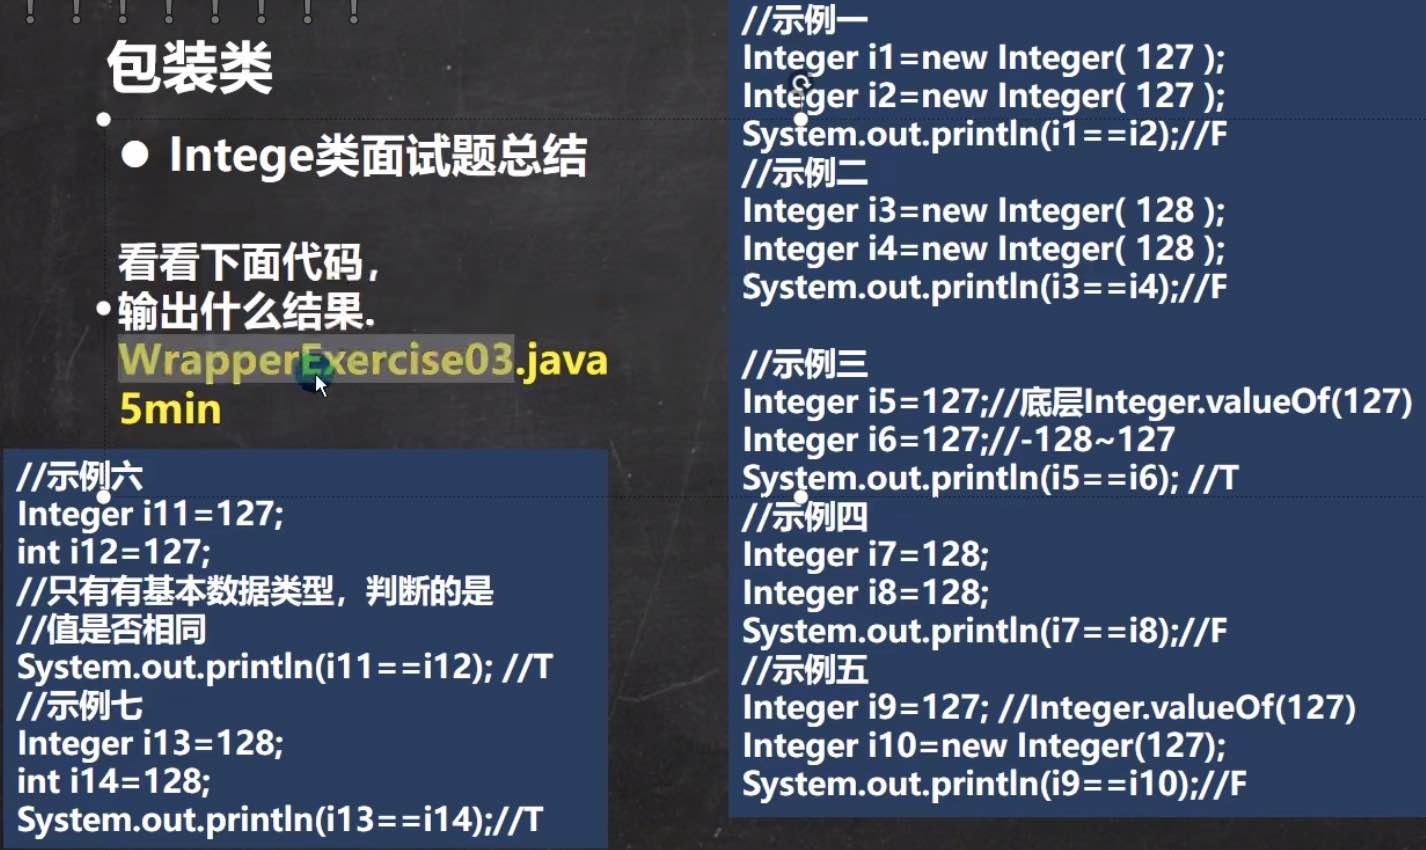 包装类
● Intege类面试题总结
看看下面代码，
•输出什么结果.
WrapperExercise03.java
5min
//示例六
Integer i11=127;
int i12=127;
//只有有基本数据类型，判断的是
//值是否相同
System.out.println(i11==i12); //T
//示例七
Integer i13=128;
int i14=128;
System.out.println(i13==i14);//T
//示例一
Integer i1=new Integer( 127 );
Integer i2=new Integer( 127 );
System.out.println(i1==i2);//F
//示例二
Integer i3=new Integer( 128 );
Integer i4=new Integer( 128 );
System.out.println(i3==i4);//F
//示例三
Integer i5=127;//底层Integer.valueOf(127)
Integer i6=127;//-128~127
System.out.println(i5==i6); //T
//示例四
Integer i7=128;
Integer i8=128;
System.out.println(i7==i8);//F
//示例五
Integer i9=127; //Integer.valueOf(127)
Integer i10=new Integer(127);
System.out.println(i9==i10);//F